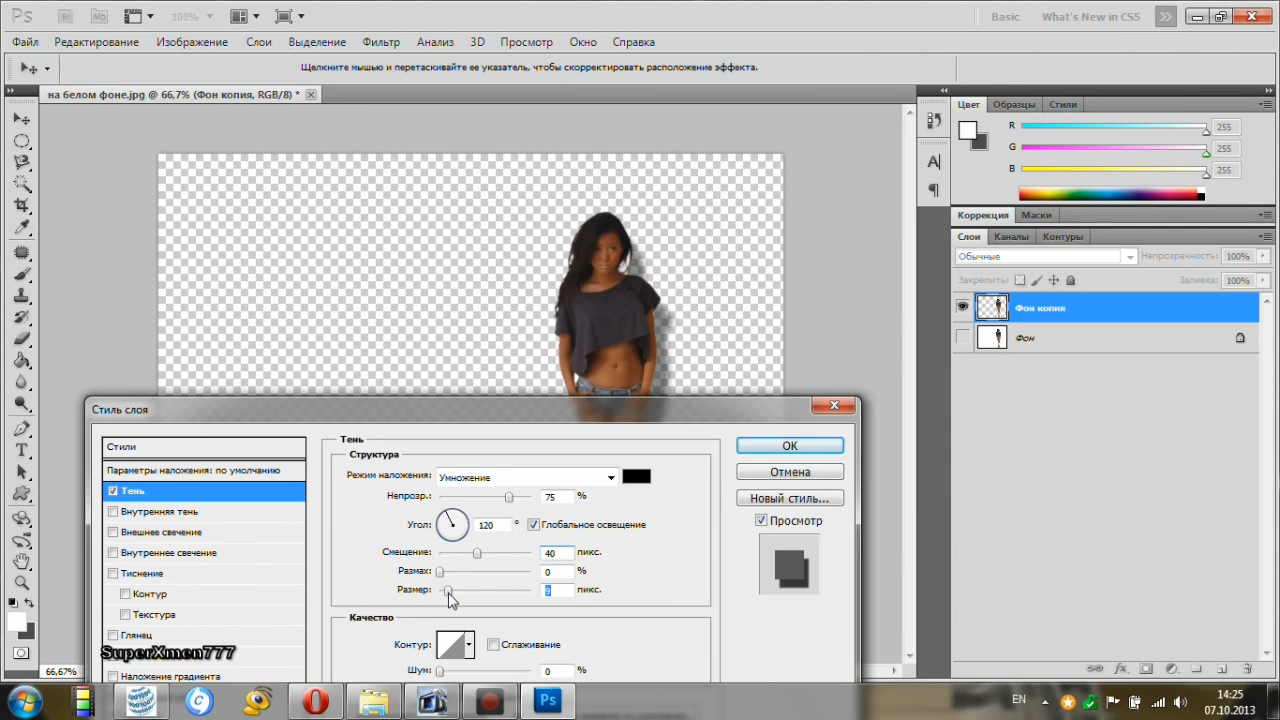 Ps Br Mb 100% Basic What's New in CS5
Файл Редактирование Изображение Слои Выделение Фильтр Анализ 3D Просмотр Окно Справка
Щелкните мышью и перетаскивайте ее указатель, чтобы скорректировать расположение эффекта.
на белом фоне.jpg @ 66,7% (Фон копия, RGB/8) *
Цвет Образцы Стили
R 255
G 255
B 255
Коррекция Маски
Слои Каналы Контуры
Обычные Непрозрачность: 100%
Закрепить: Заливка: 100%
Фон копия
Фон
Стиль слоя
Стили
Параметры наложения: по умолчанию
Тень
Внутренняя тень
Внешнее свечение
Внутреннее свечение
Тиснение
Контур
Текстура
Глянец
Наложение градиента
Тень
Структура
Режим наложения: Умножение
Непрозр.: 75 %
Угол: 120 ° Глобальное освещение
Смещение: 40 пикс.
Размах: 0 %
Размер: 9 пикс.
Качество
Контур: Сглаживание
Шум: 0 %
OK
Отмена
Новый стиль...
Просмотр
SuperXmen777
66,67%
EN 14:25
07.10.2013